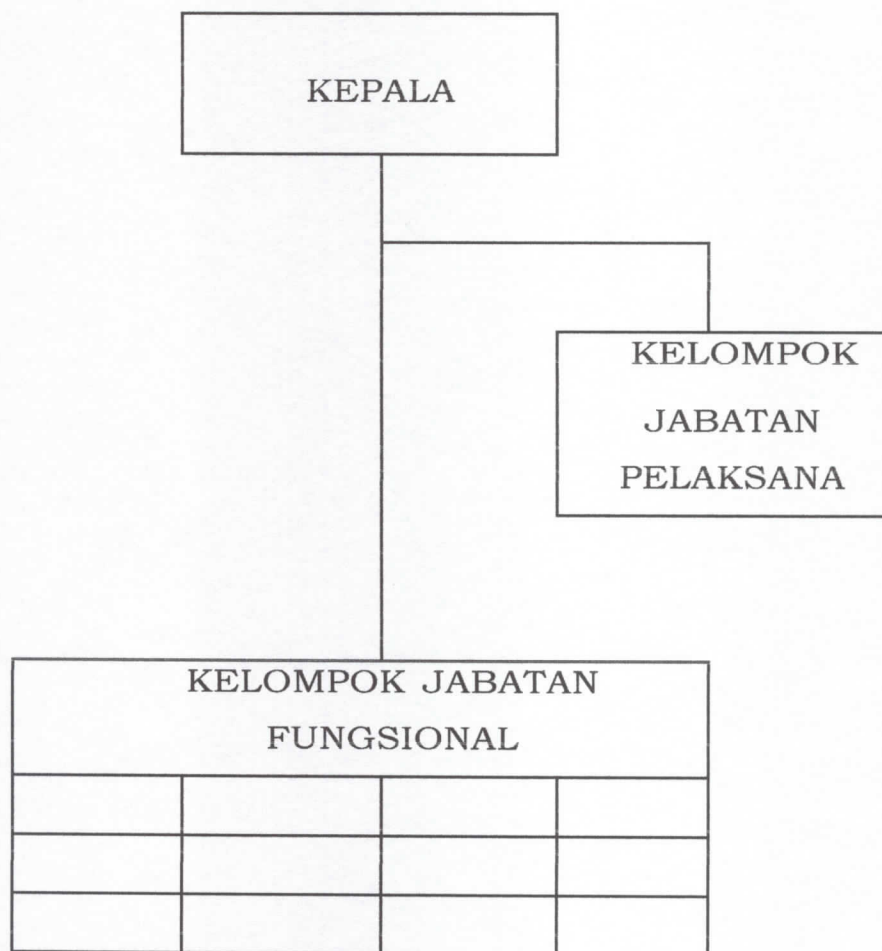 KEPALA
KELOMPOK
JABATAN
PELAKSANA
KELOMPOK JABATAN
FUNGSIONAL